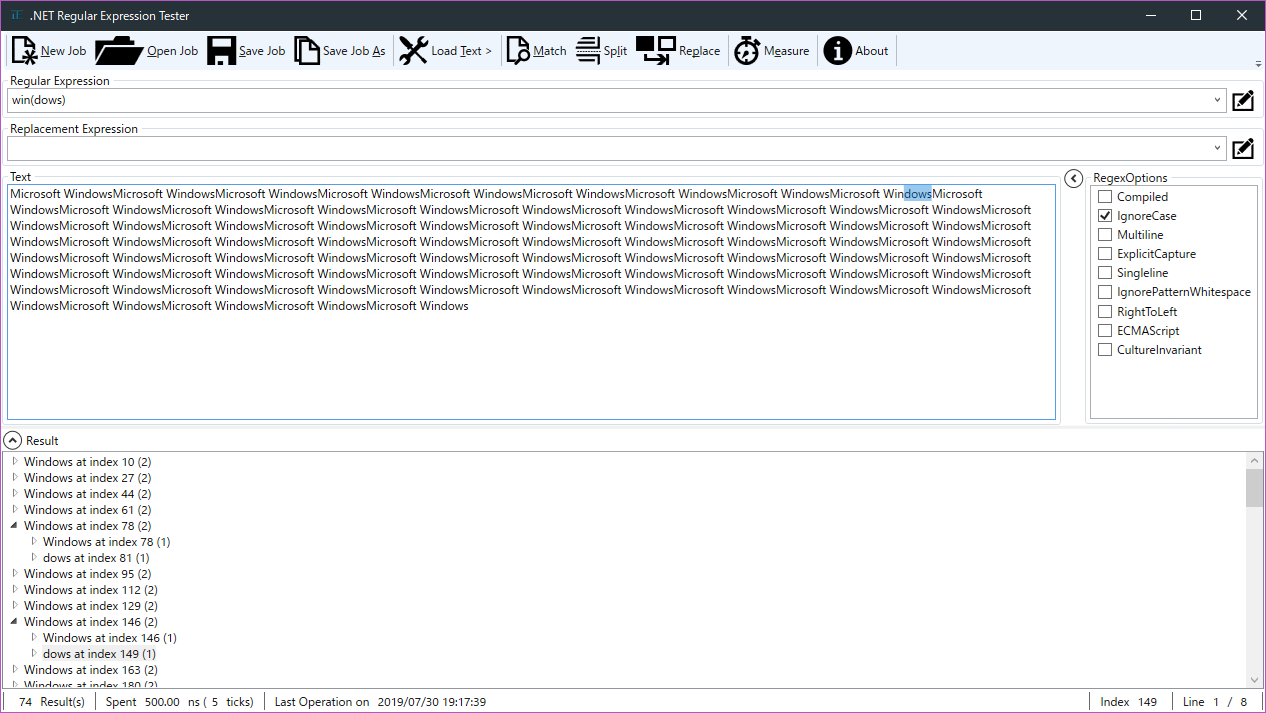 .NET Regular Expression Tester
New Job Open Job Save Job Save Job As Load Text > Match Split Replace Measure About
Regular Expression
win(dows)
Replacement Expression
Text
Microsoft WindowsMicrosoft WindowsMicrosoft WindowsMicrosoft WindowsMicrosoft WindowsMicrosoft WindowsMicrosoft WindowsMicrosoft WindowsMicrosoft WindowsMicrosoft
WindowsMicrosoft WindowsMicrosoft WindowsMicrosoft WindowsMicrosoft WindowsMicrosoft WindowsMicrosoft WindowsMicrosoft WindowsMicrosoft WindowsMicrosoft WindowsMicrosoft
WindowsMicrosoft WindowsMicrosoft WindowsMicrosoft WindowsMicrosoft WindowsMicrosoft WindowsMicrosoft WindowsMicrosoft WindowsMicrosoft WindowsMicrosoft WindowsMicrosoft
WindowsMicrosoft WindowsMicrosoft WindowsMicrosoft WindowsMicrosoft WindowsMicrosoft WindowsMicrosoft WindowsMicrosoft WindowsMicrosoft WindowsMicrosoft WindowsMicrosoft
WindowsMicrosoft WindowsMicrosoft WindowsMicrosoft WindowsMicrosoft WindowsMicrosoft WindowsMicrosoft WindowsMicrosoft WindowsMicrosoft WindowsMicrosoft WindowsMicrosoft
WindowsMicrosoft WindowsMicrosoft WindowsMicrosoft WindowsMicrosoft WindowsMicrosoft WindowsMicrosoft WindowsMicrosoft WindowsMicrosoft WindowsMicrosoft WindowsMicrosoft
WindowsMicrosoft WindowsMicrosoft WindowsMicrosoft WindowsMicrosoft WindowsMicrosoft WindowsMicrosoft WindowsMicrosoft WindowsMicrosoft WindowsMicrosoft WindowsMicrosoft
WindowsMicrosoft WindowsMicrosoft WindowsMicrosoft WindowsMicrosoft Windows
RegexOptions
Compiled
IgnoreCase
Multiline
ExplicitCapture
Singleline
IgnorePatternWhitespace
RightToLeft
ECMAScript
CultureInvariant
Result
Windows at index 10 (2)
Windows at index 27 (2)
Windows at index 44 (2)
Windows at index 61 (2)
Windows at index 78 (2)
Windows at index 78 (1)
dows at index 81 (1)
Windows at index 95 (2)
Windows at index 112 (2)
Windows at index 129 (2)
Windows at index 146 (2)
Windows at index 146 (1)
dows at index 149 (1)
Windows at index 163 (2)
Windows at index 180 (2)
74 Result(s) Spent 500.00 ns ( 5 ticks) Last Operation on 2019/07/30 19:17:39 Index 149 Line 1 / 8